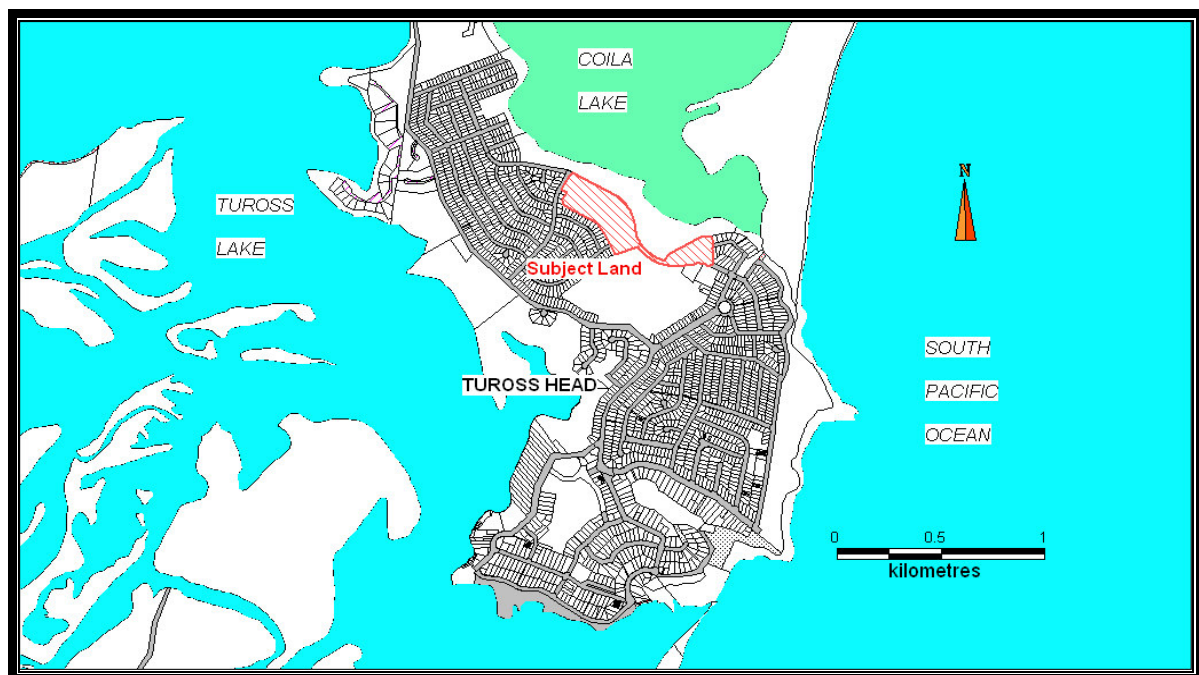 COILA
LAKE
N
TUROSS
LAKE
Subject Land
SOUTH
PACIFIC
OCEAN
TUROSS HEAD
0 0.5 1
kilometres